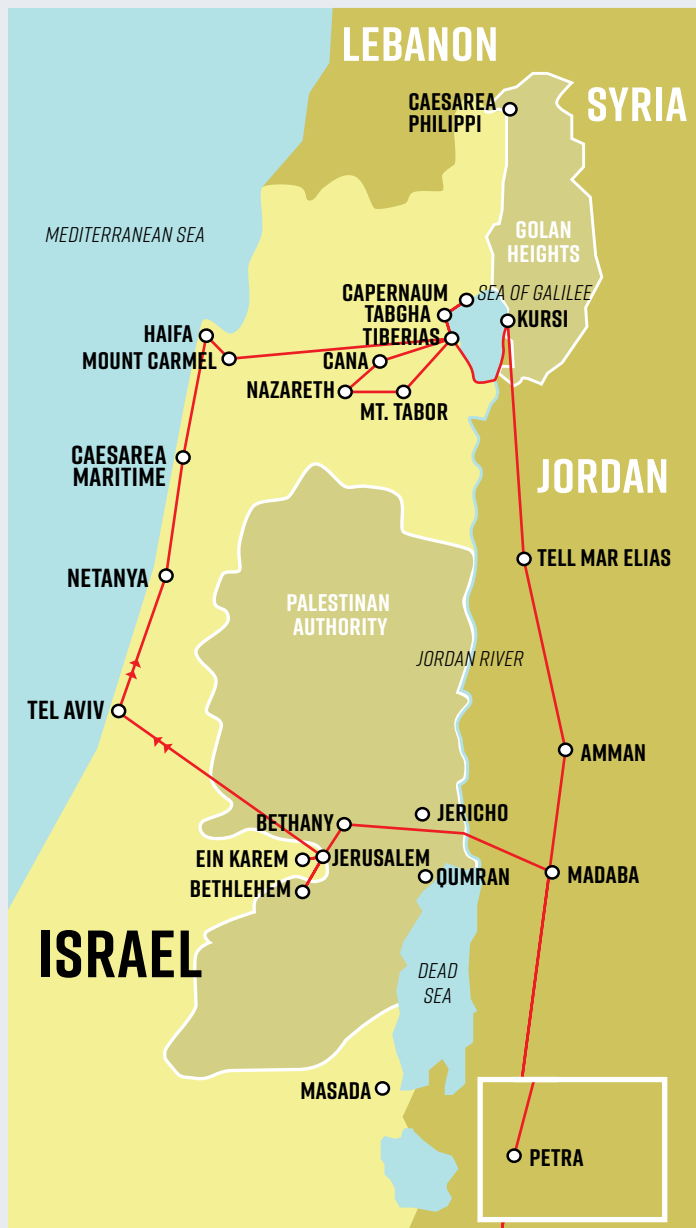 LEBANON
CAESAREA
PHILIPPI
SYRIA
MEDITERRANEAN SEA
GOLAN
HEIGHTS
CAPERNAUM
SEA OF GALILEE
TABGHA
KURSI
HAIFA
TIBERIAS
MOUNT CARMEL
CANA
NAZARETH
MT. TABOR
CAESAREA
MARITIME
JORDAN
NETANYA
TELL MAR ELIAS
PALESTINAN
AUTHORITY
JORDAN RIVER
TEL AVIV
AMMAN
JERICHO
BETHANY
EIN KAREM
JERUSALEM
BETHLEHEM
QUMRAN
MADABA
ISRAEL
DEAD
SEA
MASADA
PETRA